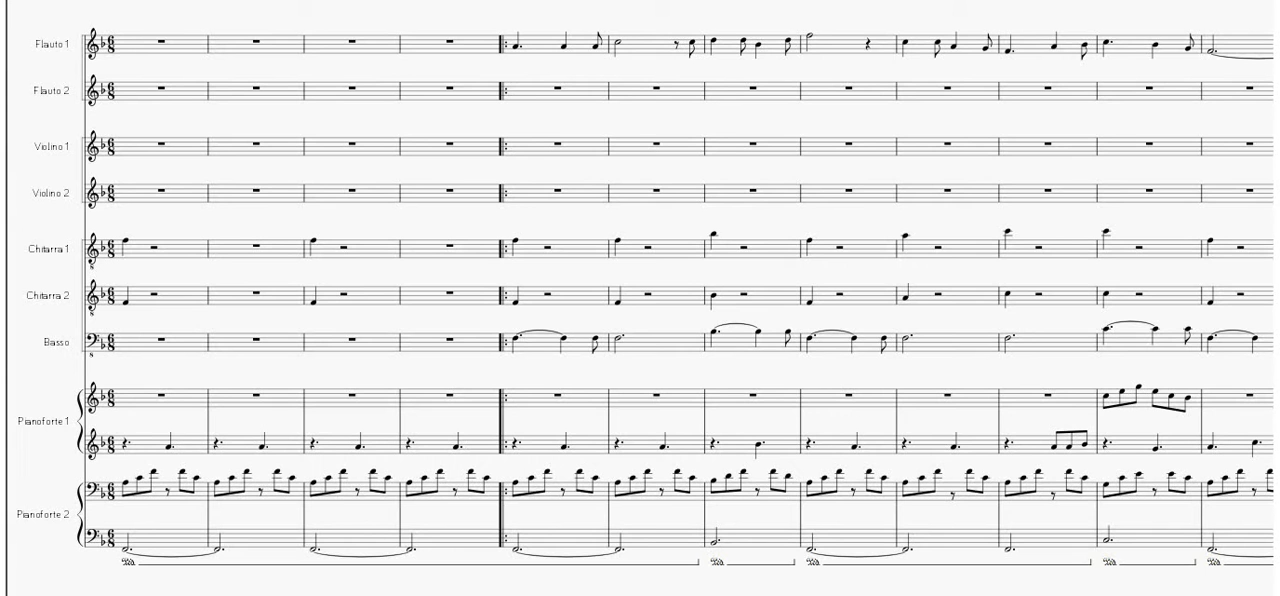 Flauto 1
Flauto 2
Violino 1
Violino 2
Chitarra 1
Chitarra 2
Basso
Pianoforte 1
Pianoforte 2